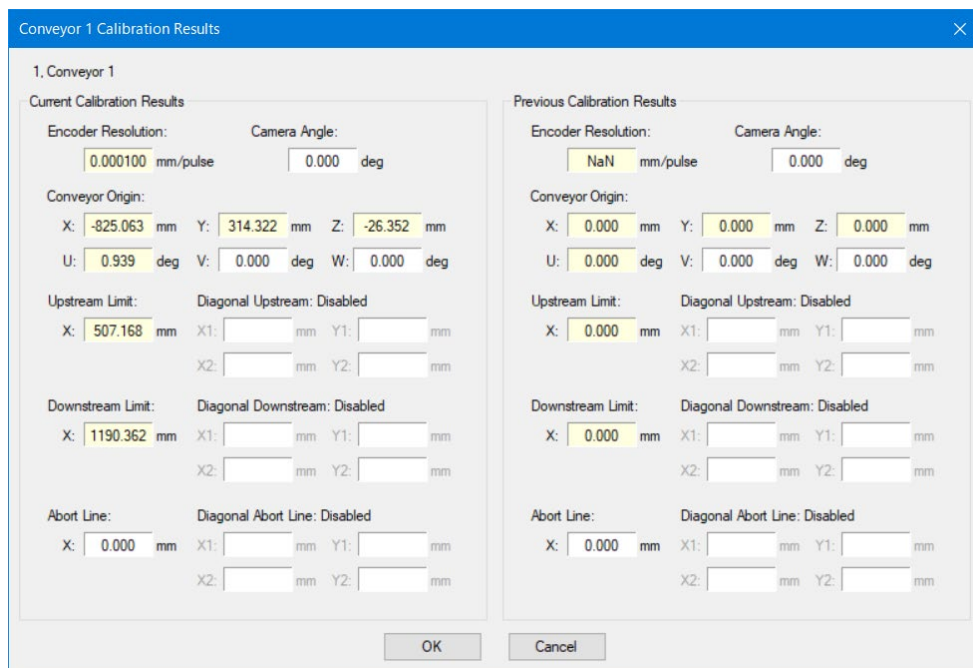 Conveyor 1 Calibration Results
1, Conveyor 1
Current Calibration Results
Encoder Resolution: Camera Angle:
0.000100 mm/pulse 0.000 deg
Conveyor Origin:
X: -825.063 mm Y: 314.322 mm Z: -26.352 mm
U: 0.939 deg V: 0.000 deg W: 0.000 deg
Upstream Limit: Diagonal Upstream: Disabled
X: 507.168 mm X1: mm Y1: mm
X2: mm Y2: mm
Downstream Limit: Diagonal Downstream: Disabled
X: 1190.362 mm X1: mm Y1: mm
X2: mm Y2: mm
Abort Line: Diagonal Abort Line: Disabled
X: 0.000 mm X1: mm Y1: mm
X2: mm Y2: mm
Previous Calibration Results
Encoder Resolution: Camera Angle:
NaN mm/pulse 0.000 deg
Conveyor Origin:
X: 0.000 mm Y: 0.000 mm Z: 0.000 mm
U: 0.000 deg V: 0.000 deg W: 0.000 deg
Upstream Limit: Diagonal Upstream: Disabled
X: 0.000 mm X1: mm Y1: mm
X2: mm Y2: mm
Downstream Limit: Diagonal Downstream: Disabled
X: 0.000 mm X1: mm Y1: mm
X2: mm Y2: mm
Abort Line: Diagonal Abort Line: Disabled
X: 0.000 mm X1: mm Y1: mm
X2: mm Y2: mm
OK Cancel